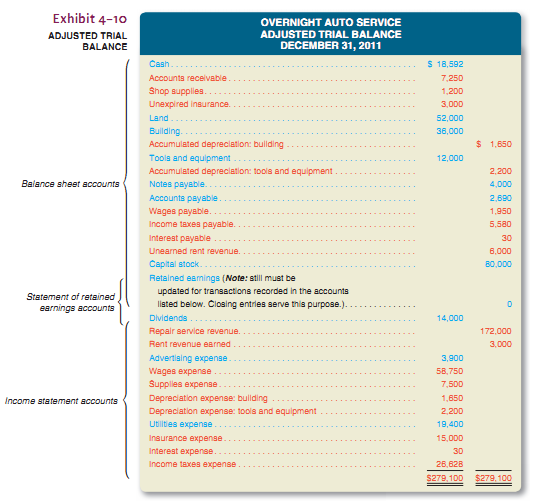 Exhibit 4–10
ADJUSTED TRIAL
BALANCE
OVERNIGHT AUTO SERVICE
ADJUSTED TRIAL BALANCE
DECEMBER 31, 2011
Balance sheet accounts
Cash $ 18,592
Accounts receivable 7,250
Shop supplies 1,200
Unexpired insurance 3,000
Land 52,000
Building 36,000
Accumulated depreciation: building $ 1,650
Tools and equipment 12,000
Accumulated depreciation: tools and equipment 2,200
Notes payable 4,000
Accounts payable 2,690
Wages payable 1,950
Income taxes payable 5,580
Interest payable 30
Unearned rent revenue 6,000
Capital stock 80,000
Statement of retained
earnings accounts
Retained earnings (Note: still must be
updated for transactions recorded in the accounts
listed below. Closing entries serve this purpose.) 0
Dividends 14,000
Income statement accounts
Repair service revenue 172,000
Rent revenue earned 3,000
Advertising expense 3,900
Wages expense 58,750
Supplies expense 7,500
Depreciation expense: building 1,650
Depreciation expense: tools and equipment 2,200
Utilities expense 19,400
Insurance expense 15,000
Interest expense 30
Income taxes expense 26,628
$279,100 $279,100